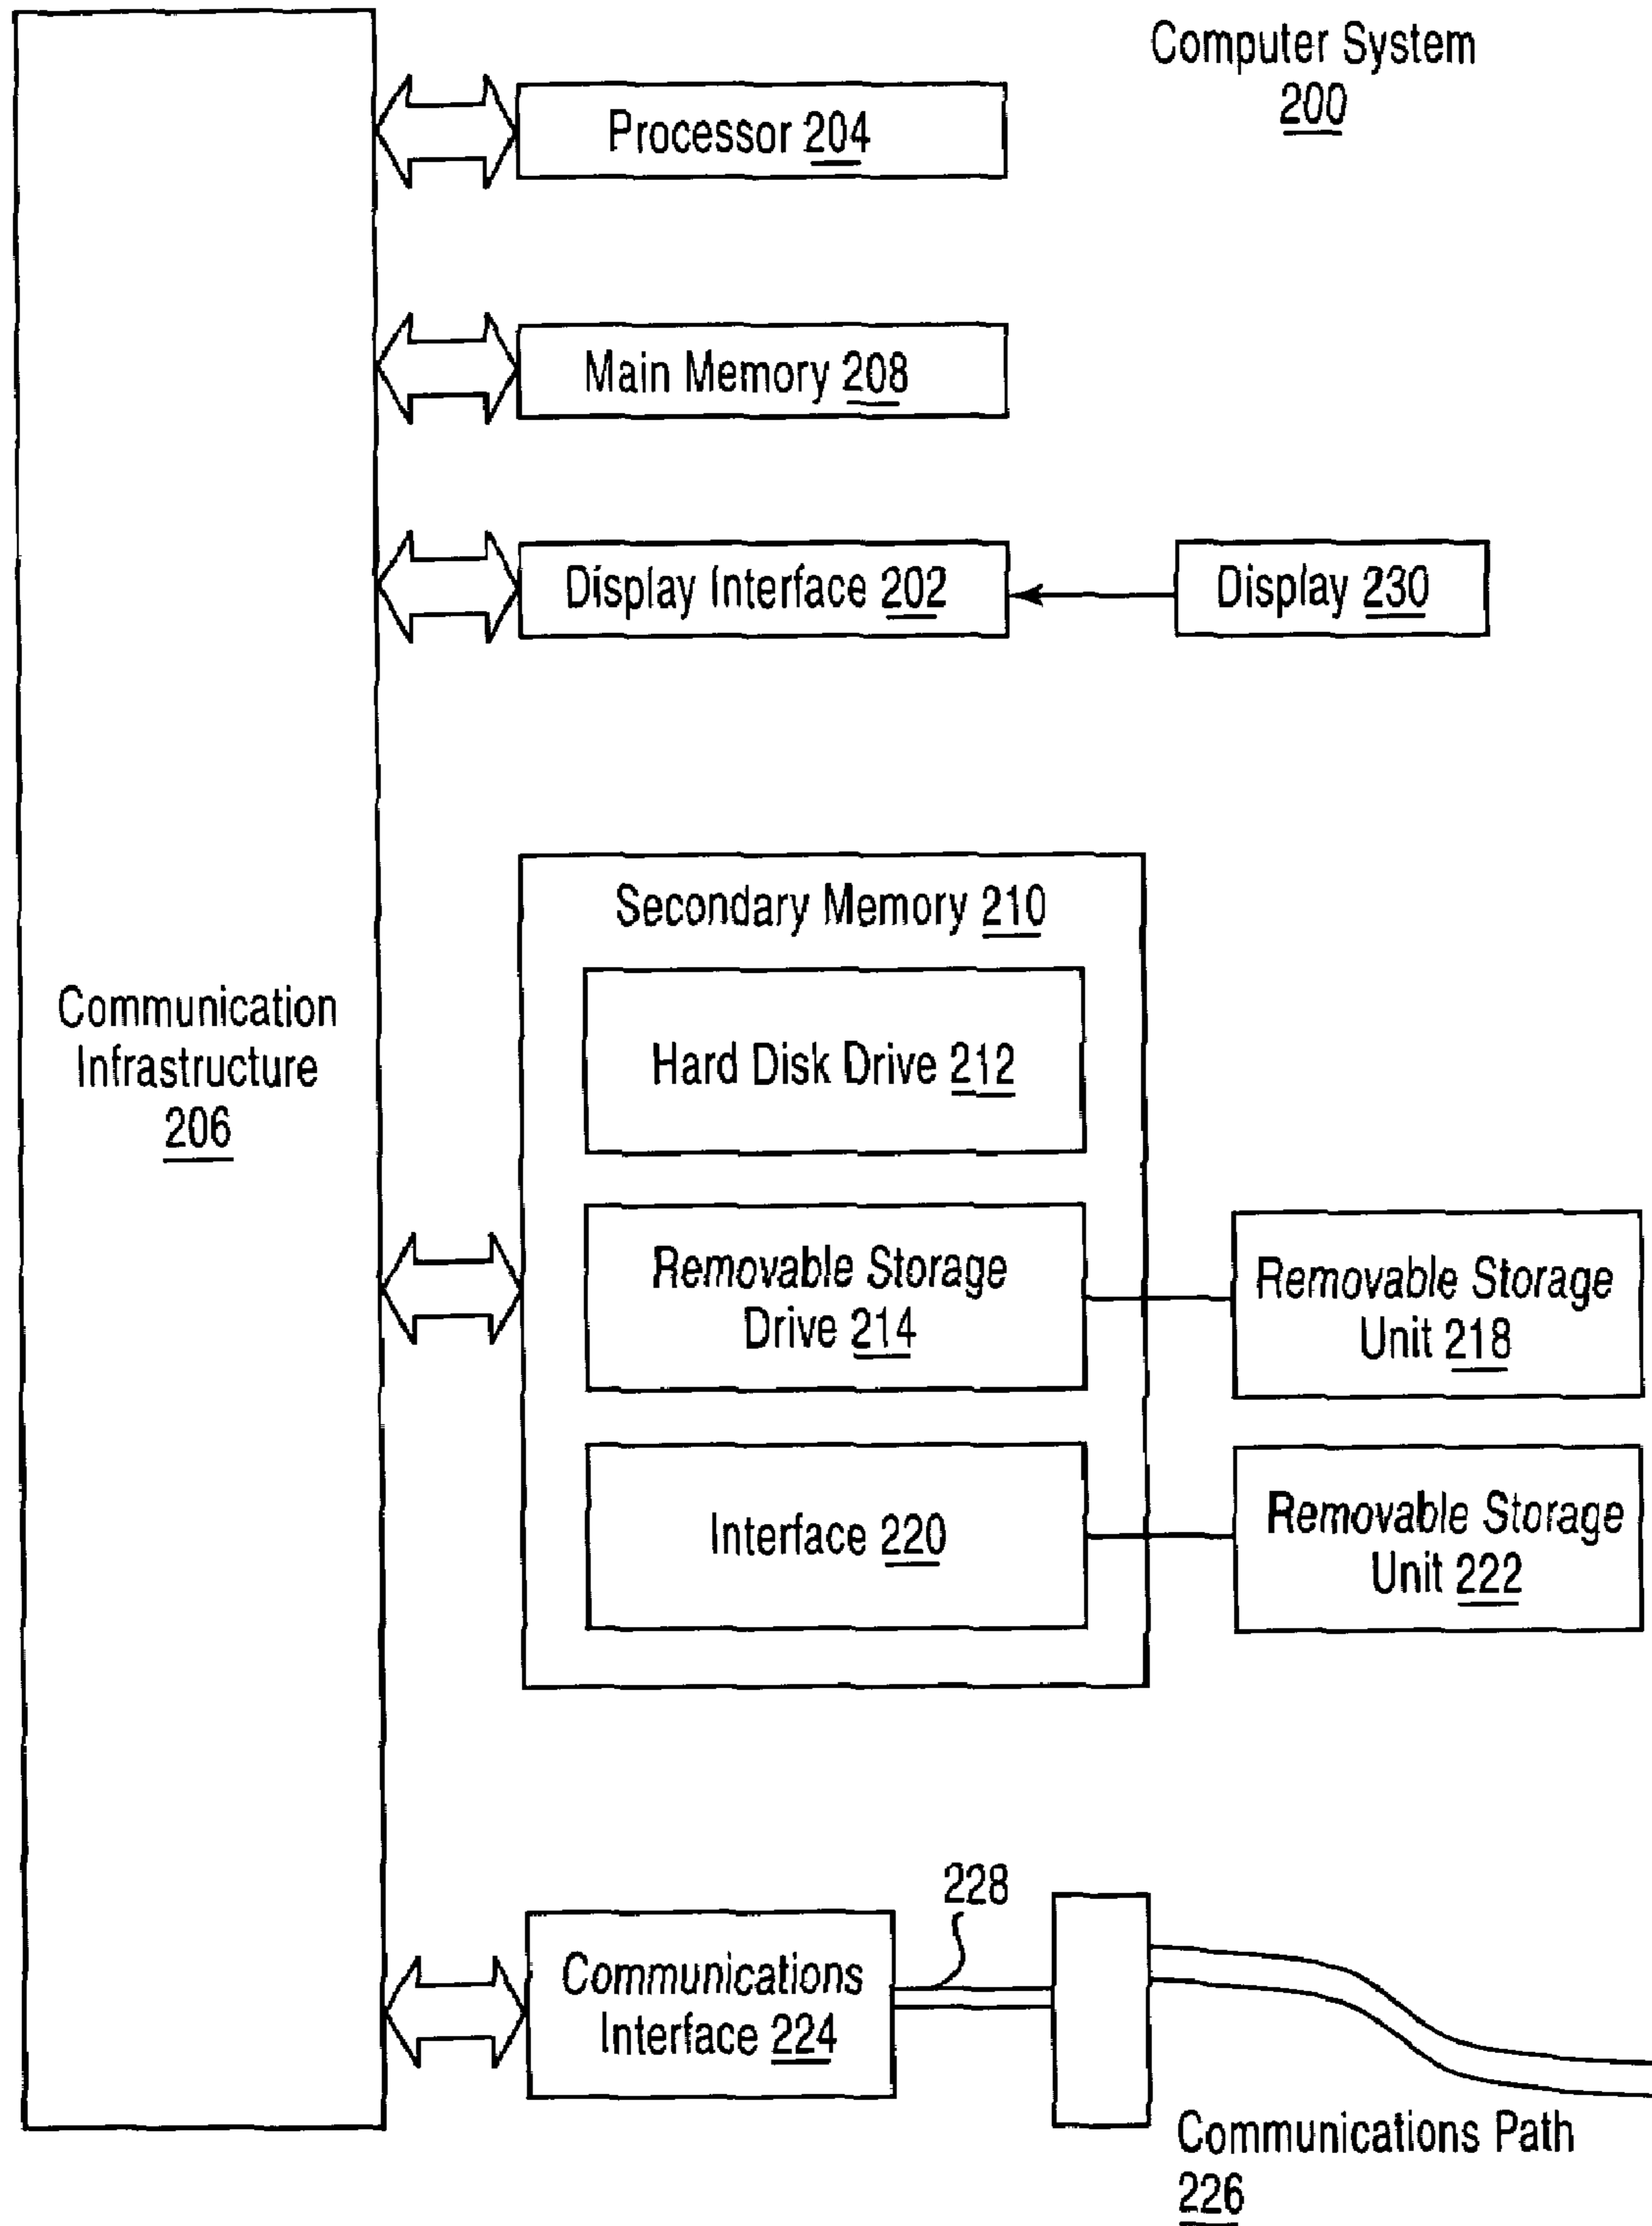 Computer System
200
Processor 204
Main Memory 208
Display Interface 202
Display 230
Secondary Memory 210
Communication
Infrastructure
206
Hard Disk Drive 212
Removable Storage
Drive 214
Removable Storage
Unit 218
Interface 220
Removable Storage
Unit 222
228
Communications
Interface 224
Communications Path
226